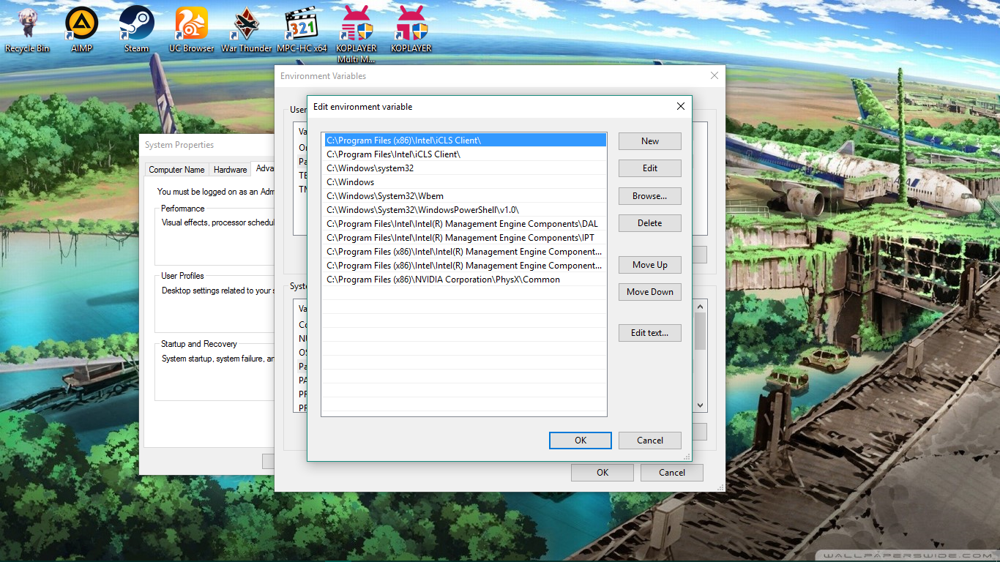 Recycle Bin
AIMP
Steam
UC Browser
War Thunder
MPC-HC x64
321
KOPLAYER
Multi M...
KOPLAYER
Environment Variables
Edit environment variable
User
Va
On
Pa
TE
TM
System Properties
Computer Name
Hardware
Adva
You must be logged on as an Adm
Performance
Visual effects, processor schedul
User Profiles
Desktop settings related to your s
Startup and Recovery
System startup, system failure, an
C:\Program Files (x86)\Intel\iCLS Client\
C:\Program Files\Intel\iCLS Client\
C:\Windows\system32
C:\Windows
C:\Windows\System32\Wbem
C:\Windows\System32\WindowsPowerShell\v1.0\
C:\Program Files\Intel\Intel(R) Management Engine Components\DAL
C:\Program Files\Intel\Intel(R) Management Engine Components\IPT
C:\Program Files (x86)\Intel\Intel(R) Management Engine Component...
C:\Program Files (x86)\Intel\Intel(R) Management Engine Component...
C:\Program Files (x86)\NVIDIA Corporation\PhysX\Common
New
Edit
Browse...
Delete
Move Up
Move Down
Edit text...
Syste
Va
Co
NU
OS
Pa
PA
PR
PR
OK
Cancel
OK
Cancel
ANA
WALLPAPERSWIDE.COM